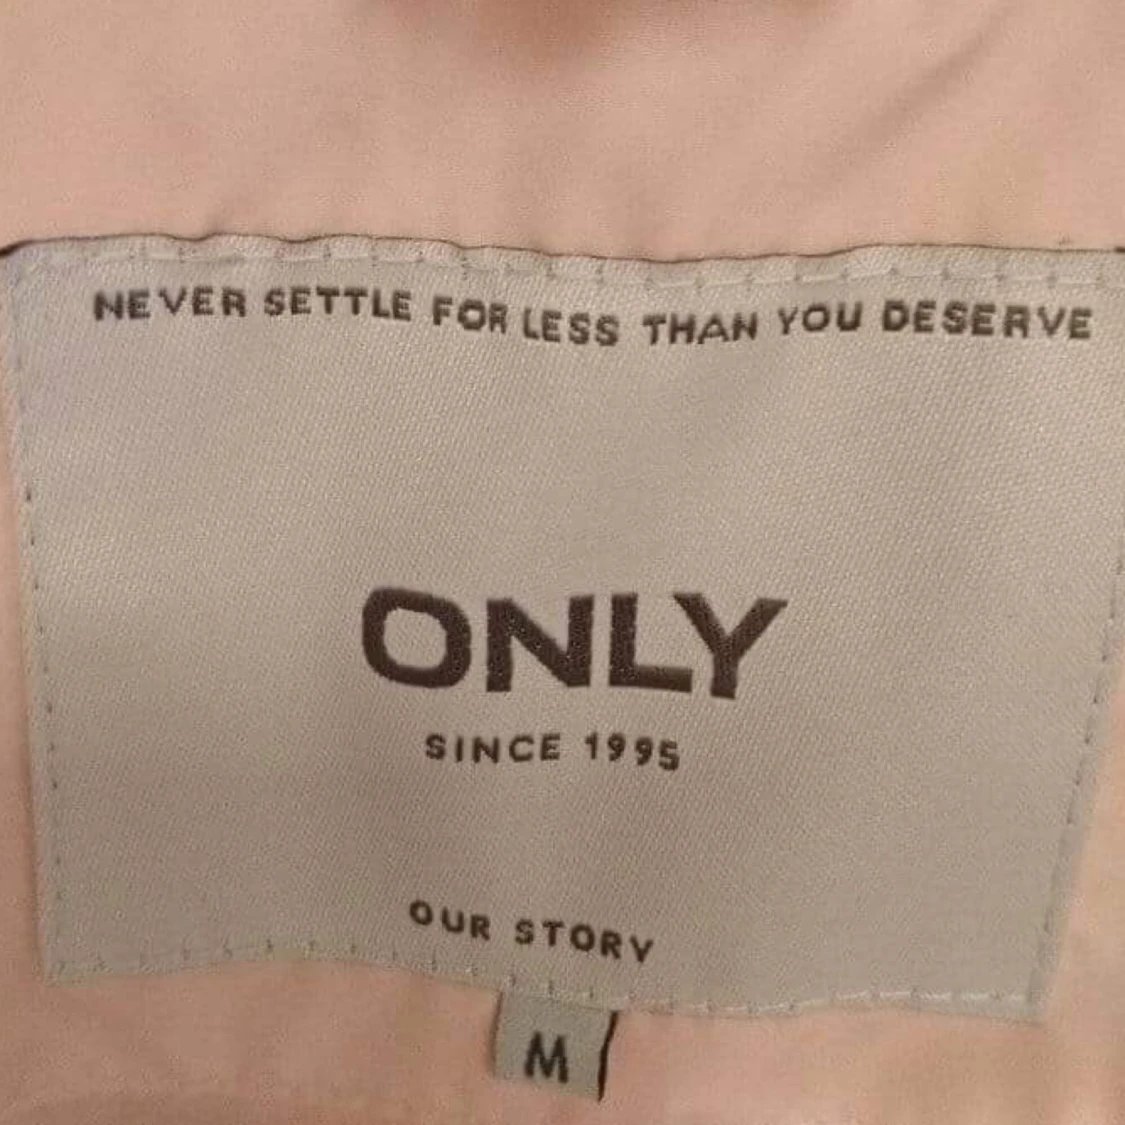 NEVER SETTLE FOR LESS THAN YOU DESERVE
ONLY
SINCE 1995
OUR STORY
M